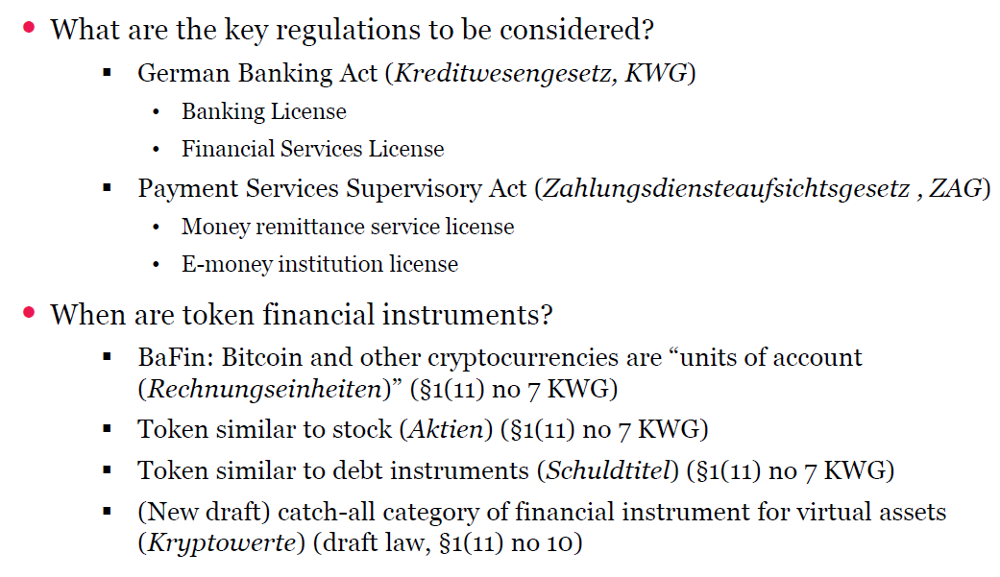 • What are the key regulations to be considered?
▪ German Banking Act (Kreditwesengesetz, KWG)
• Banking License
• Financial Services License
▪ Payment Services Supervisory Act (Zahlungsdiensteaufsichtsgesetz , ZAG)
• Money remittance service license
• E-money institution license
• When are token financial instruments?
▪ BaFin: Bitcoin and other cryptocurrencies are “units of account
(Rechnungseinheiten)” (§1(11) no 7 KWG)
▪ Token similar to stock (Aktien) (§1(11) no 7 KWG)
▪ Token similar to debt instruments (Schuldtitel) (§1(11) no 7 KWG)
▪ (New draft) catch-all category of financial instrument for virtual assets
(Kryptowerte) (draft law, §1(11) no 10)